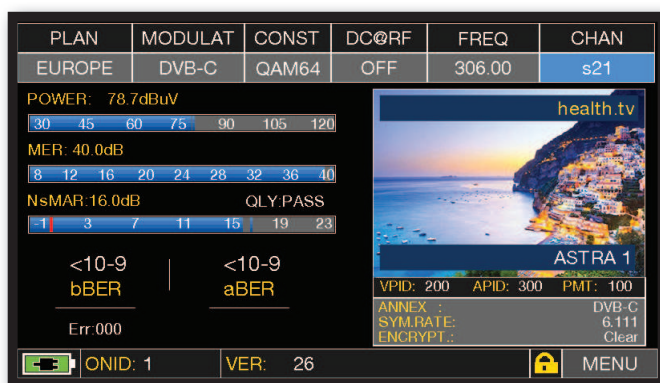 PLAN MODULAT CONST DC@RF FREQ CHAN
EUROPE DVB-C QAM64 OFF 306.00 s21
POWER: 78.7dBuV
30 45 60 75 90 105 120
MER: 40.0dB
8 12 16 20 24 28 32 36 40
NsMAR:16.0dB QLY:PASS
-1 3 7 11 15 19 23
<10-9 <10-9
bBER aBER
Err:000
health.tv
ASTRA 1
VPID: 200 APID: 300 PMT: 100
ANNEX : DVB-C
SYM.RATE: 6.111
ENCRYPT.: Clear
ONID: 1 VER: 26 MENU